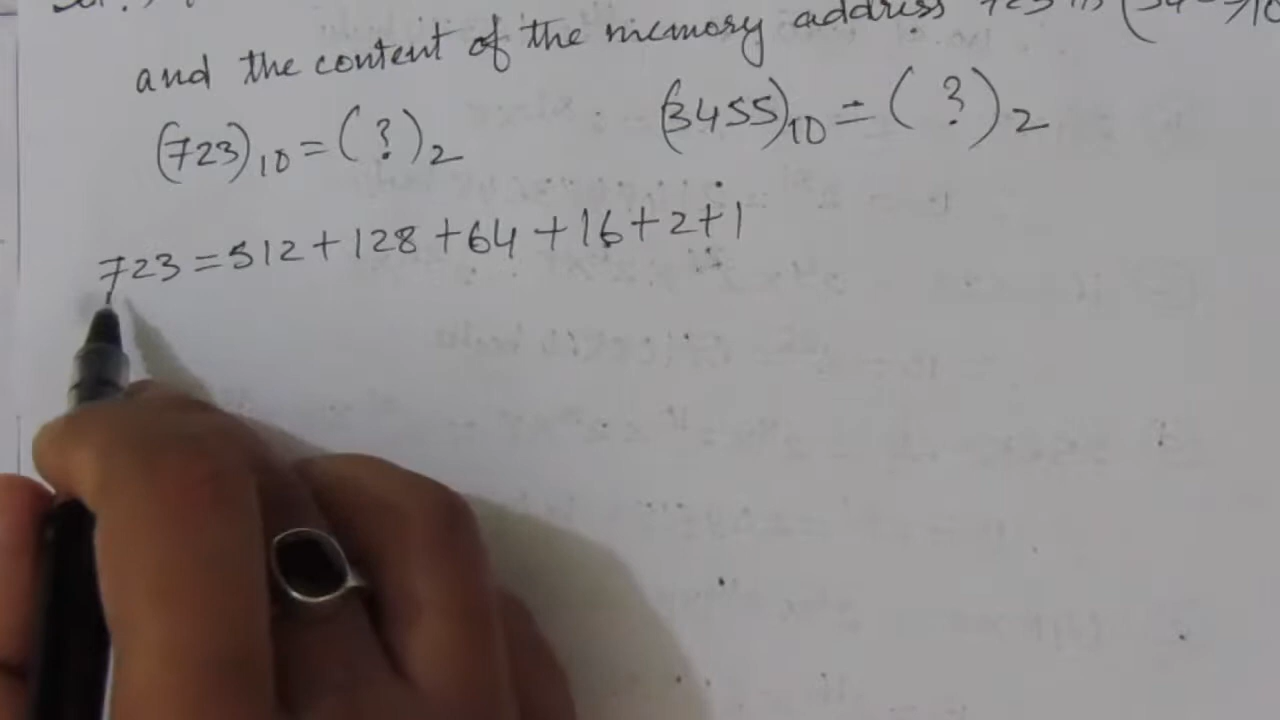 and the content of the memory address
(723)10 = (?)2 (3455)10 = (?)2
723 = 512 + 128 + 64 + 16 + 2 + 1